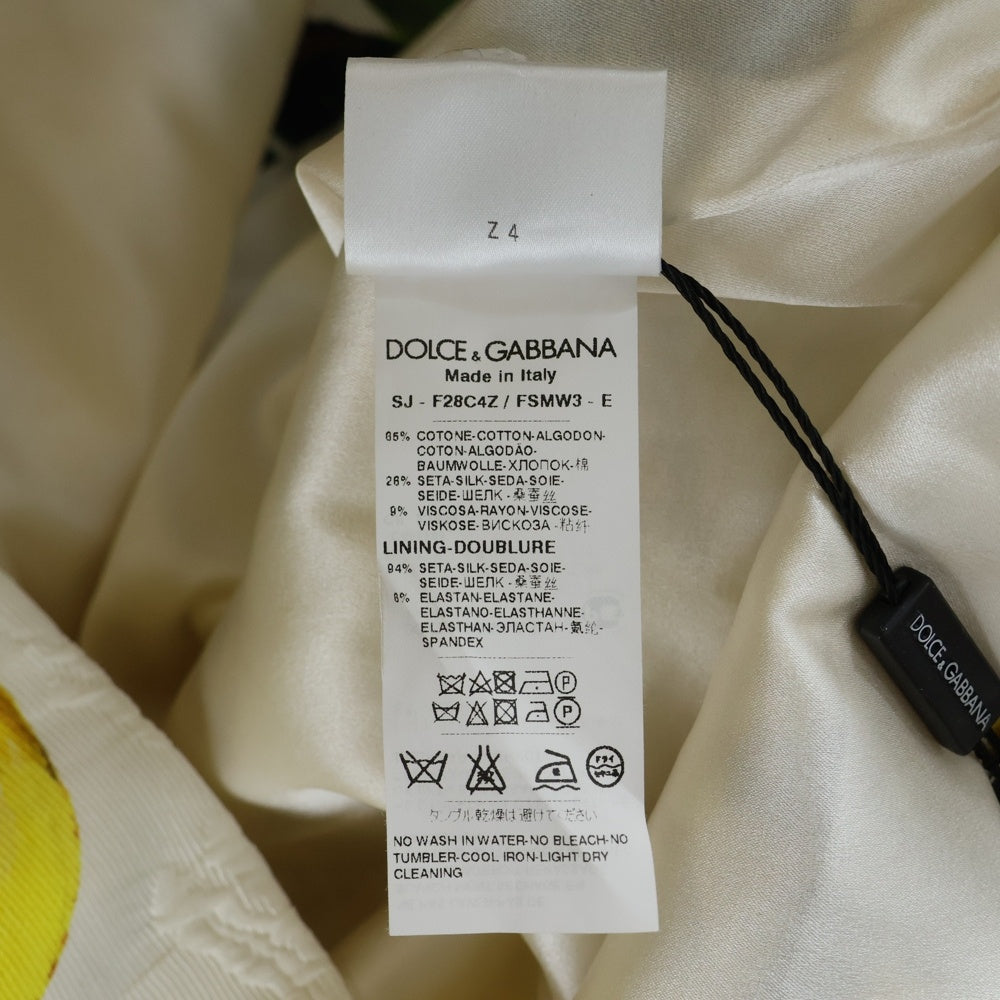 Z 4
DOLCE & GABBANA
Made in Italy
SJ - F28C4Z / FSMW3 - E
65% COTONE-COTTON-ALGODON-
COTON-ALGODÃO-
BAUMWOLLE-ХЛОПОК-棉
26% SETA-SILK-SEDA-SOIE-
SEIDE-ШЕЛК-桑蚕丝
9% VISCOSA-RAYON-VISCOSE-
VISKOSE-ВИСКОЗА-粘纤
LINING-DOUBLURE
94% SETA-SILK-SEDA-SOIE-
SEIDE-ШЕЛК-桑蚕丝
6% ELASTAN-ELASTANE-
ELASTANO-ELASTHANNE-
ELASTHAN-ЭЛАСТАН-氨纶-
SPANDEX
P
P
ドライ
タンブル乾燥は避けてください
NO WASH IN WATER-NO BLEACH-NO
TUMBLER-COOL IRON-LIGHT DRY
CLEANING
DOLCE & GABBANA